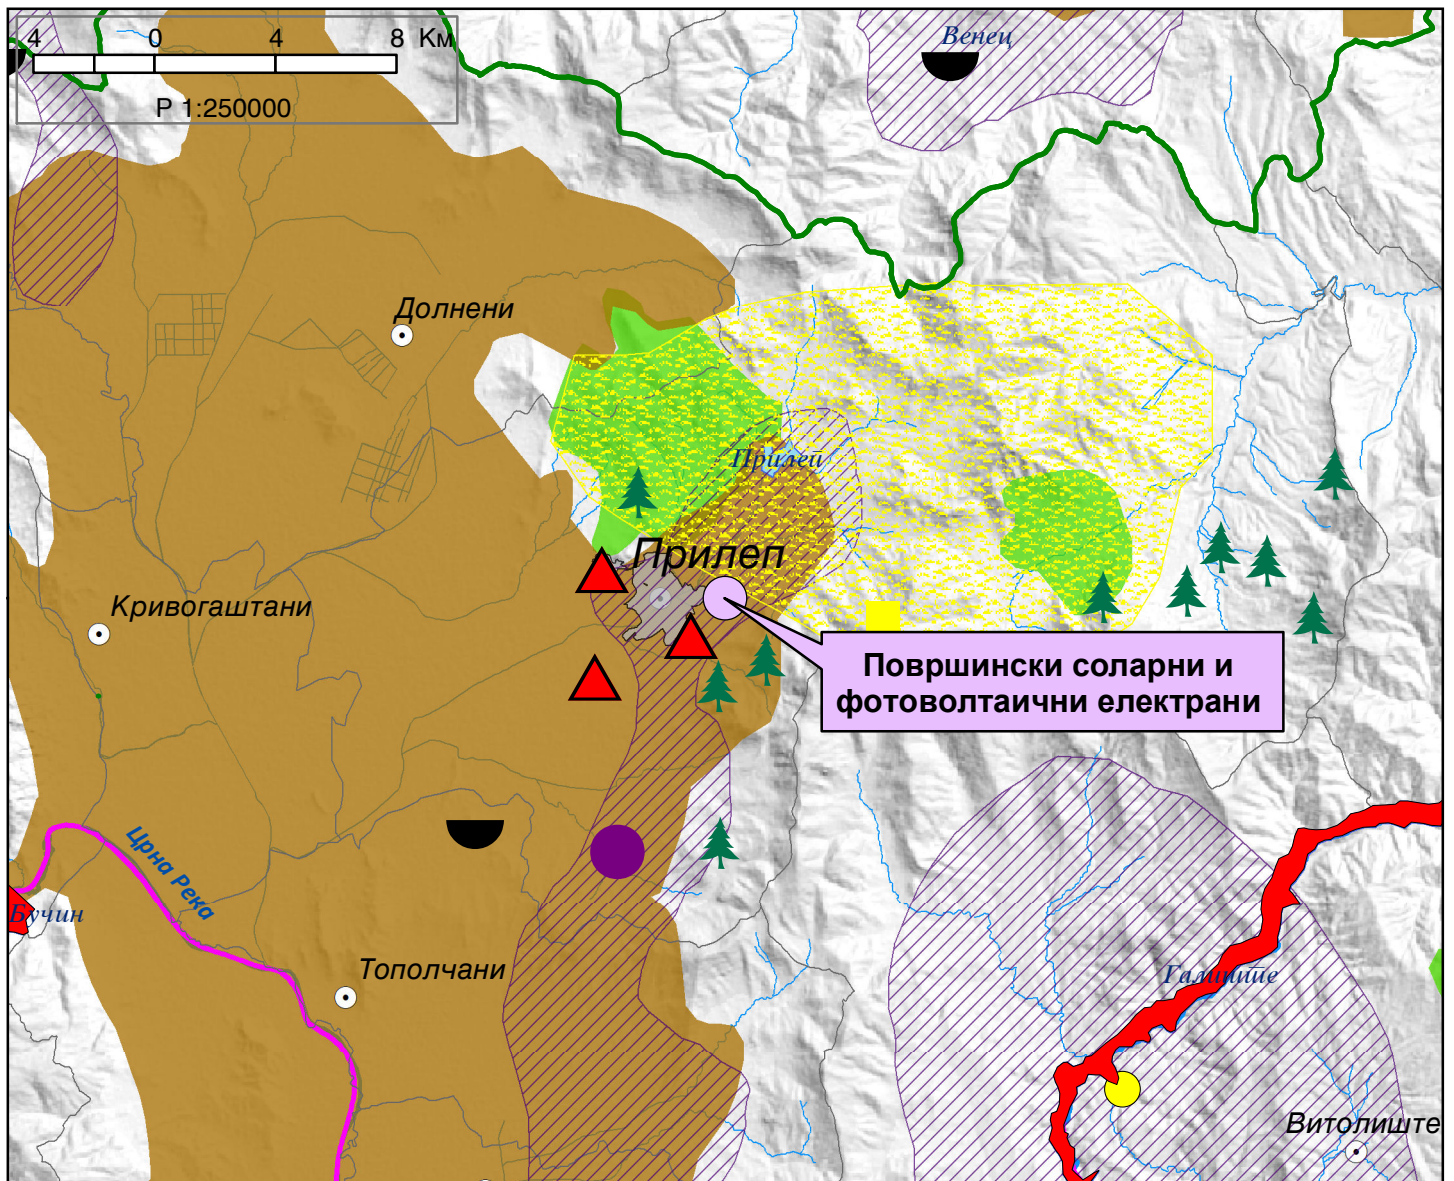 4 0 4 8 Км
Р 1:250000
Венец
Долнени
Прилеп
Прилеп
Кривогаштани
Површински соларни и
фотоволтаични електрани
Црна Река
Бучин
Тополчани
Галиште
Витолиште